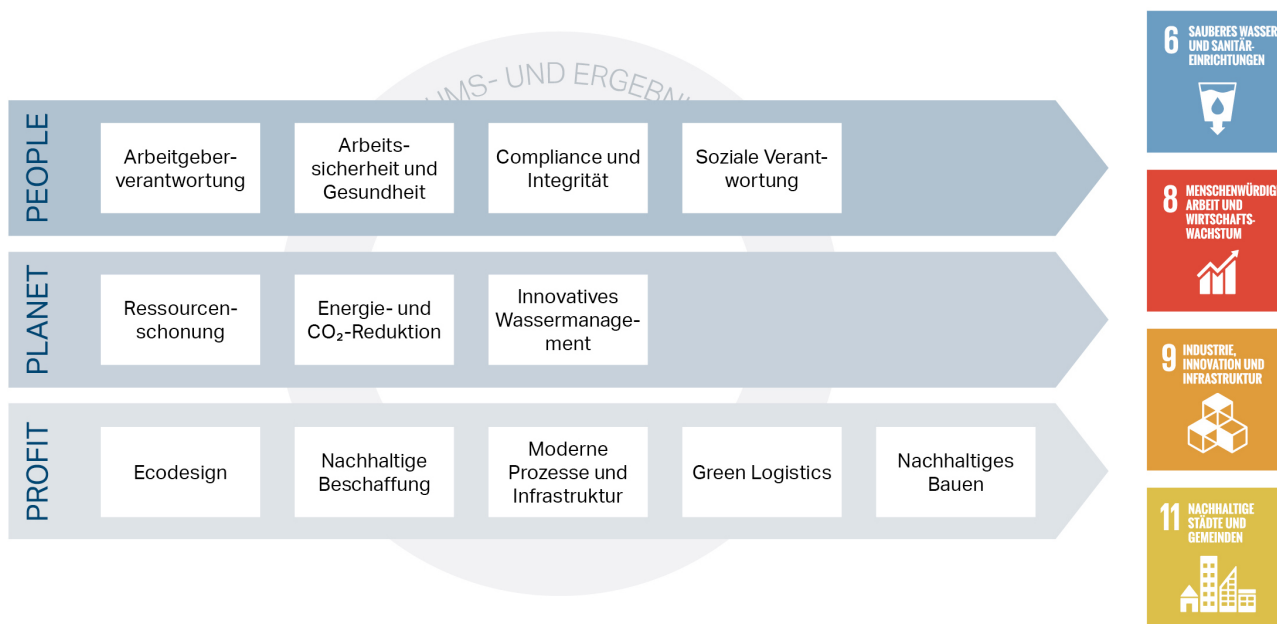 UMS- UND ERGEBN
PEOPLE
Arbeitgeber-
verantwortung
Arbeits-
sicherheit und
Gesundheit
Compliance und
Integrität
Soziale Verant-
wortung
PLANET
Ressourcen-
schonung
Energie- und
CO₂-Reduktion
Innovatives
Wassermanage-
ment
PROFIT
Ecodesign
Nachhaltige
Beschaffung
Moderne
Prozesse und
Infrastruktur
Green Logistics
Nachhaltiges
Bauen
6
SAUBERES WASSER
UND SANITÄR-
EINRICHTUNGEN
8
MENSCHENWÜRDIGE
ARBEIT UND
WIRTSCHAFTS-
WACHSTUM
9
INDUSTRIE,
INNOVATION UND
INFRASTRUKTUR
11
NACHHALTIGE
STÄDTE UND
GEMEINDEN